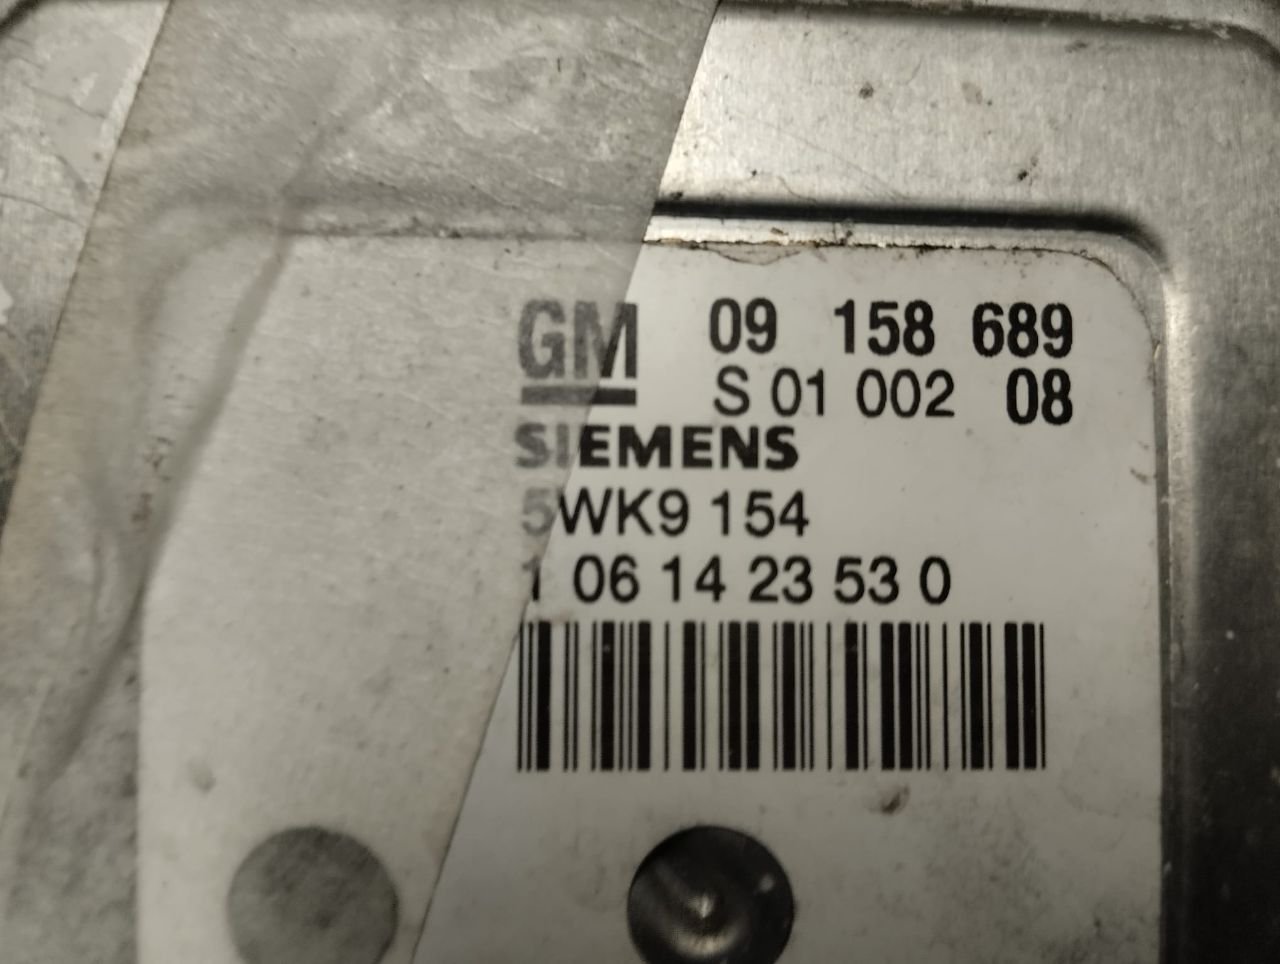 GM 09 158 689
S 01 002 08
SIEMENS
5WK9 154
1 06 14 23 53 0